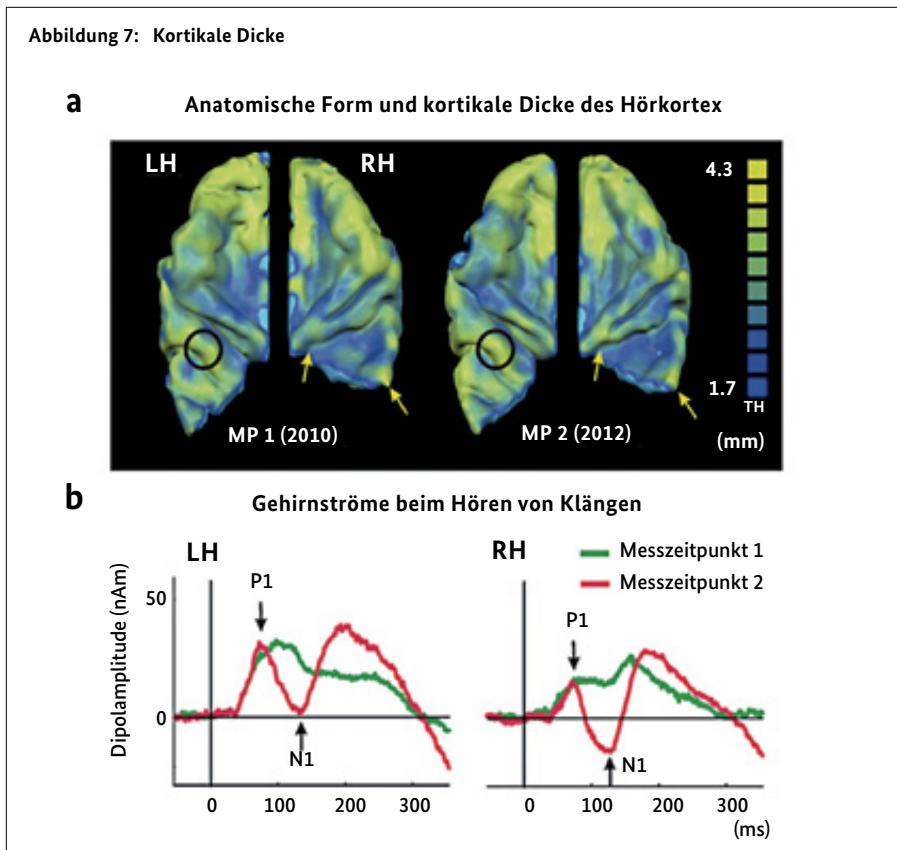 Abbildung 7: Kortikale Dicke
a Anatomische Form und kortikale Dicke des Hörkortex
LH RH
4.3
1.7
TH
(mm)
MP 1 (2010) MP 2 (2012)
b Gehirnströme beim Hören von Klängen
LH RH
Messzeitpunkt 1
Messzeitpunkt 2
Dipolamplitude (nAm)
50
0
P1
N1
0 100 200 300
P1
N1
0 100 200 300
(ms)